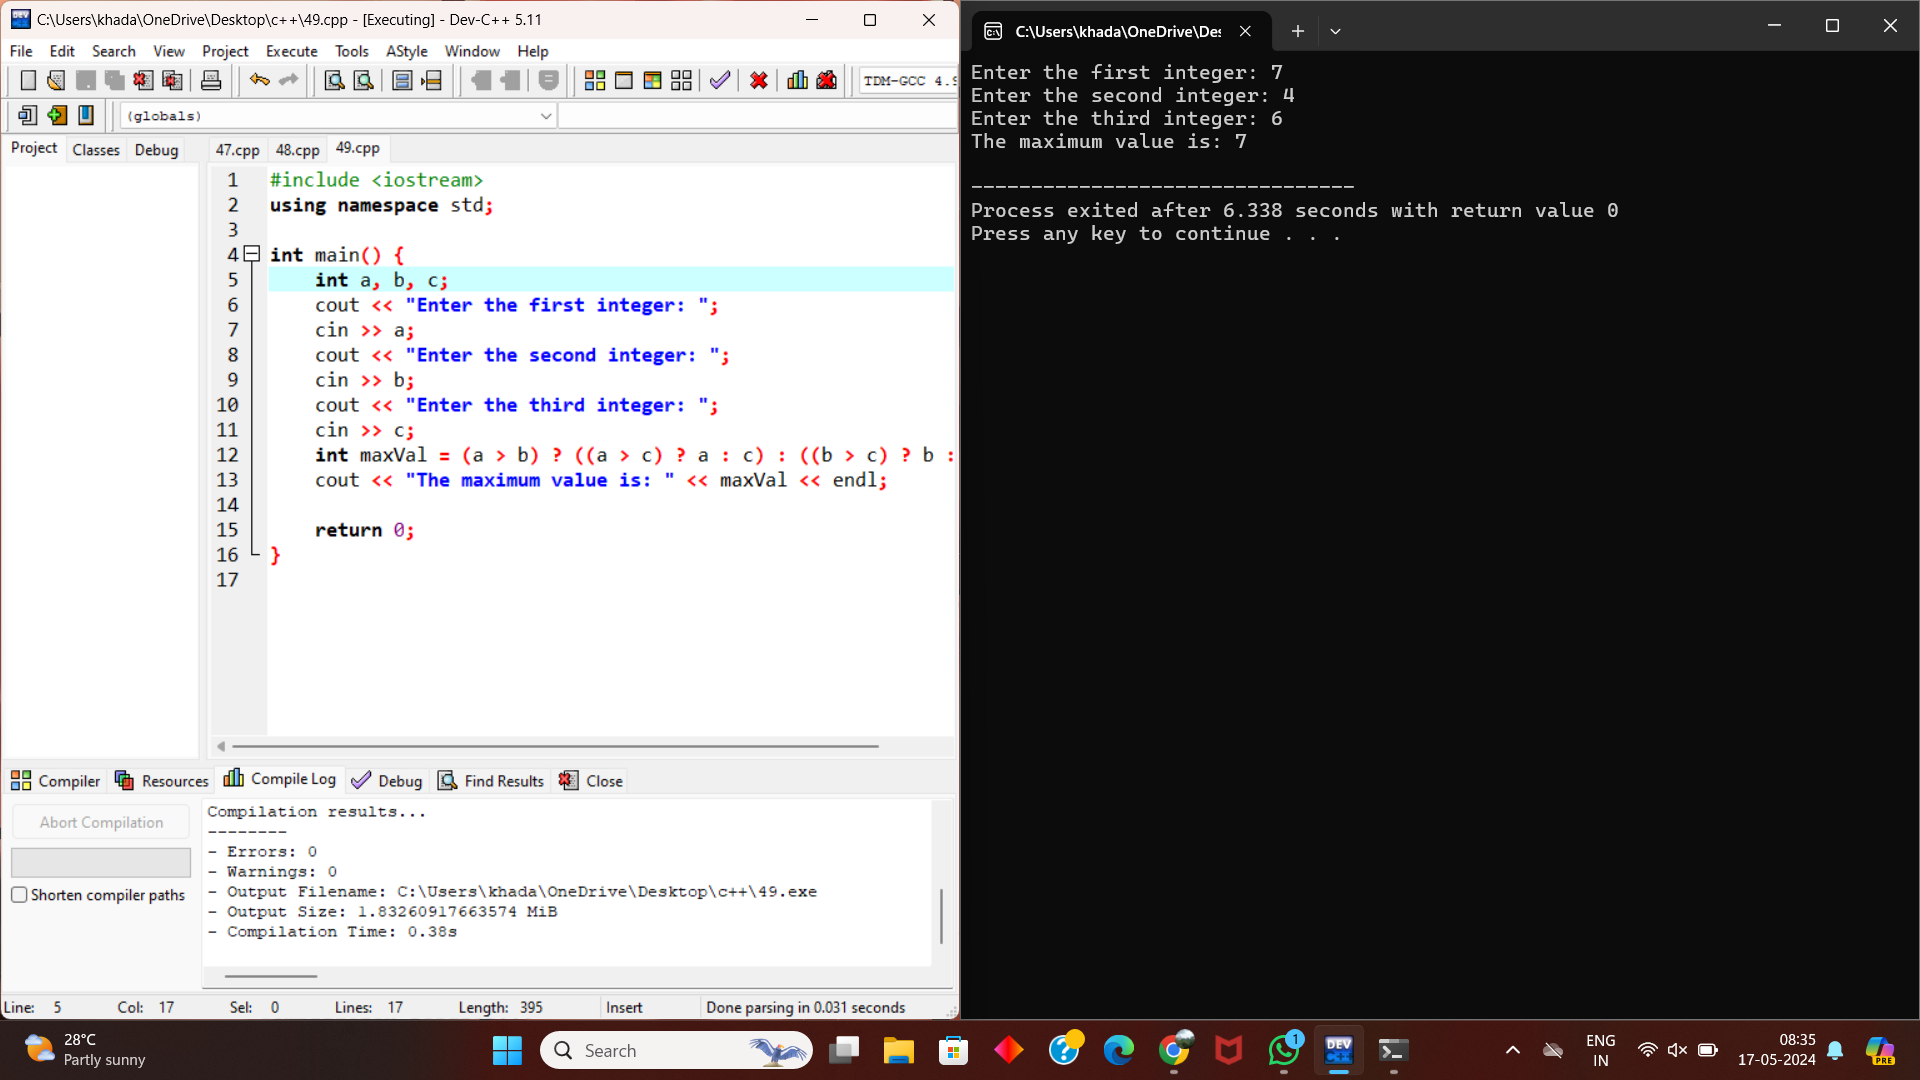 C:\Users\khada\OneDrive\Desktop\c++\49.cpp - [Executing] - Dev-C++ 5.11
File Edit Search View Project Execute Tools AStyle Window Help
TDM-GCC 4.9
(globals)
Project Classes Debug
47.cpp 48.cpp 49.cpp
1 #include <iostream>
2 using namespace std;
3
4 int main() {
5 int a, b, c;
6 cout << "Enter the first integer: ";
7 cin >> a;
8 cout << "Enter the second integer: ";
9 cin >> b;
10 cout << "Enter the third integer: ";
11 cin >> c;
12 int maxVal = (a > b) ? ((a > c) ? a : c) : ((b > c) ? b :
13 cout << "The maximum value is: " << maxVal << endl;
14
15 return 0;
16 }
17
Compiler Resources Compile Log Debug Find Results Close
Abort Compilation
Shorten compiler paths
Compilation results...
--------
- Errors: 0
- Warnings: 0
- Output Filename: C:\Users\khada\OneDrive\Desktop\c++\49.exe
- Output Size: 1.83260917663574 MiB
- Compilation Time: 0.38s
Line: 5 Col: 17 Sel: 0 Lines: 17 Length: 395 Insert Done parsing in 0.031 seconds
C:\Users\khada\OneDrive\Des
Enter the first integer: 7
Enter the second integer: 4
Enter the third integer: 6
The maximum value is: 7
--------------------------------
Process exited after 6.338 seconds with return value 0
Press any key to continue . . .
28°C
Partly sunny
Search
1
DEV
C++
ENG
IN
08:35
17-05-2024
PRE